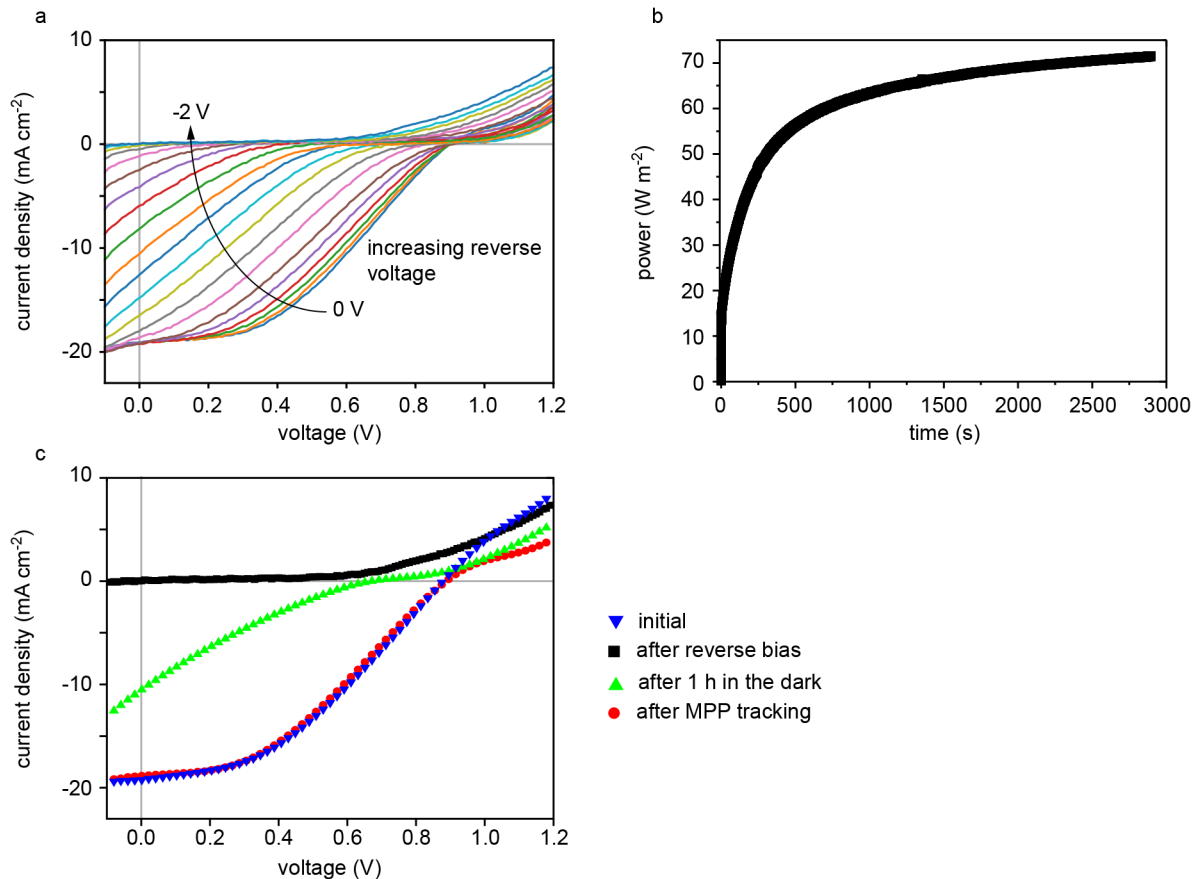 a
10
0
-10
-20
current density (mA cm-2)
-2 V
increasing reverse
voltage
0 V
0.0 0.2 0.4 0.6 0.8 1.0 1.2
voltage (V)
b
70
60
50
40
30
20
10
0
power (W m-2)
0 500 1000 1500 2000 2500 3000
time (s)
c
10
0
-10
-20
current density (mA cm-2)
0.0 0.2 0.4 0.6 0.8 1.0 1.2
voltage (V)
initial
after reverse bias
after 1 h in the dark
after MPP tracking